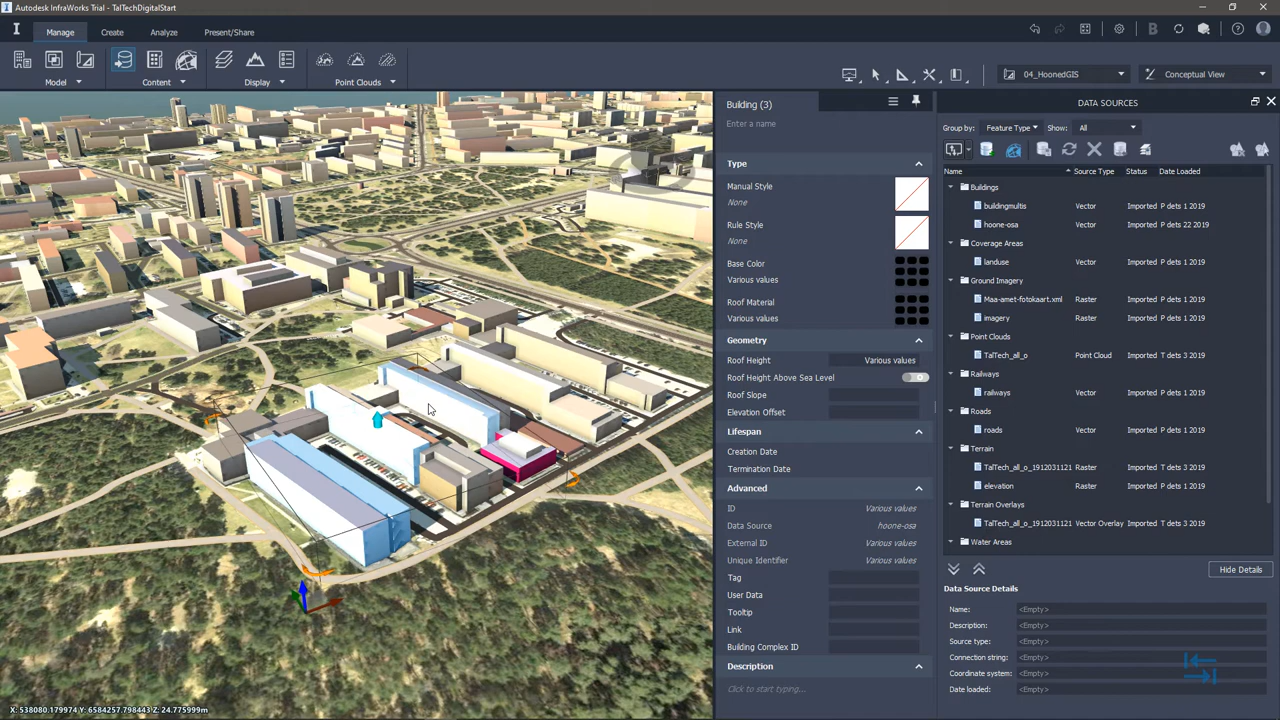 Autodesk InfraWorks Trial - TalTechDigitalStart
Manage Create Analyze Present/Share
04_HoonedGIS Conceptual View
Model Content Display Point Clouds
Building (3)
Enter a name
Type
Manual Style
None
Rule Style
None
Base Color
Various values
Roof Material
Various values
Geometry
Roof Height Various values
Roof Height Above Sea Level
Roof Slope
Elevation Offset
Lifespan
Creation Date
Termination Date
Advanced
ID Various values
Data Source hoone-osa
External ID Various values
Unique Identifier Various values
Tag
User Data
Tooltip
Link
Building Complex ID
Description
Click to start typing...
DATA SOURCES
Group by: Feature Type Show: All
Name Source Type Status Date Loaded
Buildings
buildingmultis Vector Imported P dets 1 2019
hoone-osa Vector Imported P dets 22 2019
Coverage Areas
landuse Vector Imported P dets 1 2019
Ground Imagery
Maa-amet-fotokaart.xml Raster Imported P dets 1 2019
imagery Raster Imported P dets 1 2019
Point Clouds
TalTech_all_o Point Cloud Imported T dets 3 2019
Railways
railways Vector Imported P dets 1 2019
Roads
roads Vector Imported P dets 1 2019
Terrain
TalTech_all_o_1912031121 Raster Imported T dets 3 2019
elevation Raster Imported P dets 1 2019
Terrain Overlays
TalTech_all_o_1912031121 Vector Overlay Imported T dets 3 2019
Water Areas
Hide Details
Data Source Details
Name: <Empty>
Description: <Empty>
Source type: <Empty>
Connection string: <Empty>
Coordinate system: <Empty>
Date loaded: <Empty>
X: 538080.179974 Y: 6584257.798443 Z: 24.775999m